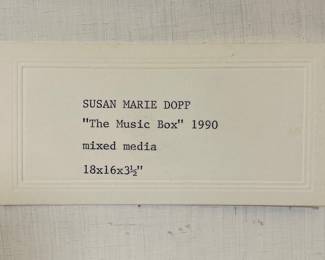 SUSAN MARIE DOPP
"The Music Box" 1990
mixed media
18x16x3½"